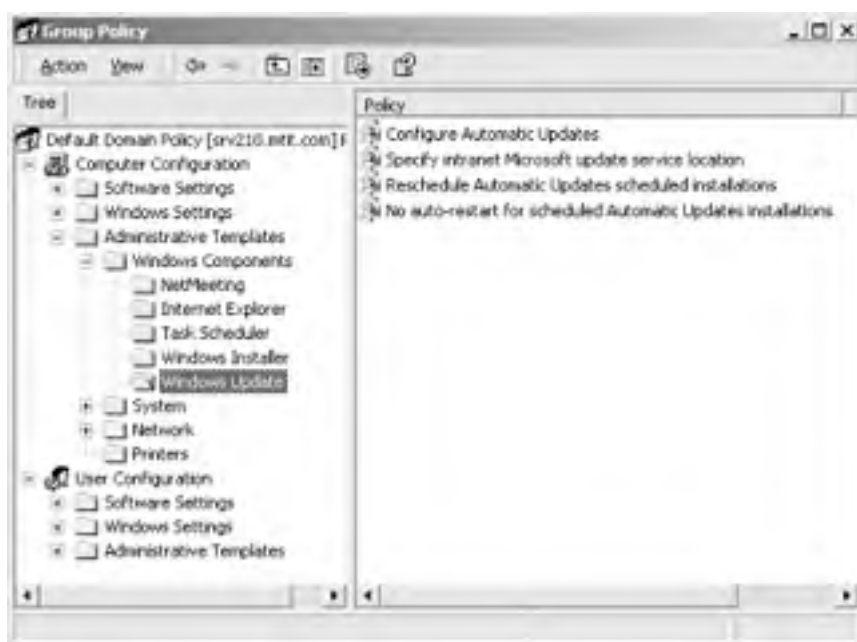 Group Policy
Action View
Tree
Policy
Default Domain Policy [srv216.mtit.com]
Computer Configuration
Software Settings
Windows Settings
Administrative Templates
Windows Components
NetMeeting
Internet Explorer
Task Scheduler
Windows Installer
Windows Update
System
Network
Printers
User Configuration
Software Settings
Windows Settings
Administrative Templates
Configure Automatic Updates
Specify intranet Microsoft update service location
Reschedule Automatic Updates scheduled installations
No auto-restart for scheduled Automatic Updates installations